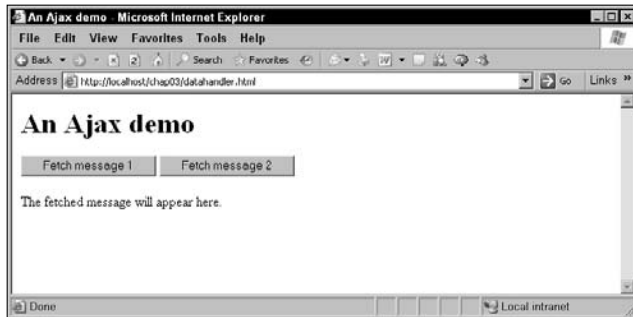 An Ajax demo - Microsoft Internet Explorer
File Edit View Favorites Tools Help
Back Search Favorites
Address http://localhost/chap03/datahandler.html Go Links »
An Ajax demo
Fetch message 1 Fetch message 2
The fetched message will appear here.
Done Local intranet